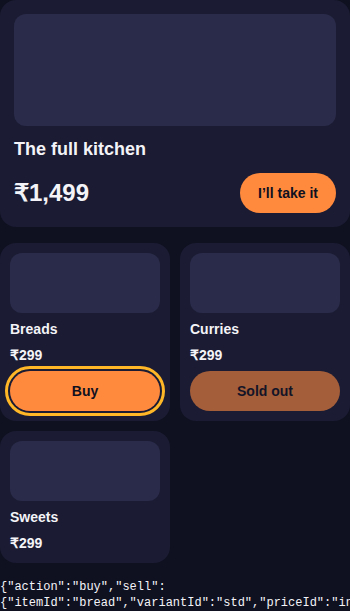 The full kitchen
₹1,499
I'll take it
Breads
₹299
Buy
Curries
₹299
Sold out
Sweets
₹299
{"action":"buy","sell":
{"itemId":"bread","variantId":"std","priceId":"in